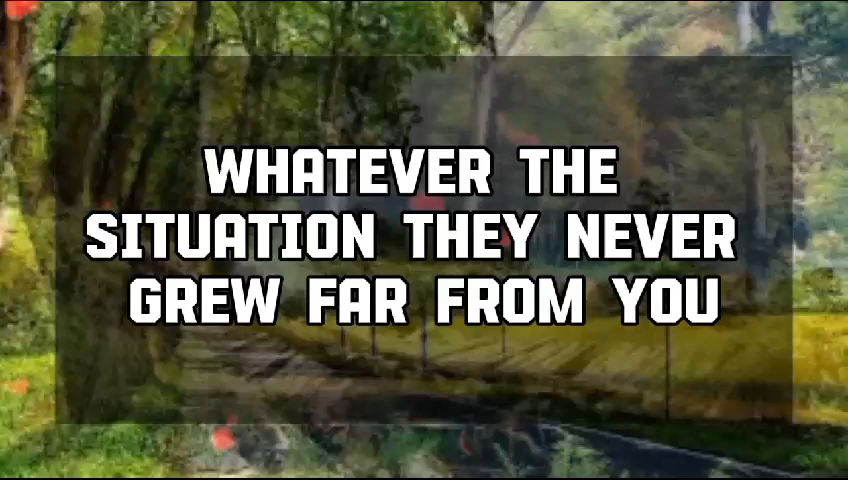 WHATEVER THE
SITUATION THEY NEVER
GREW FAR FROM YOU